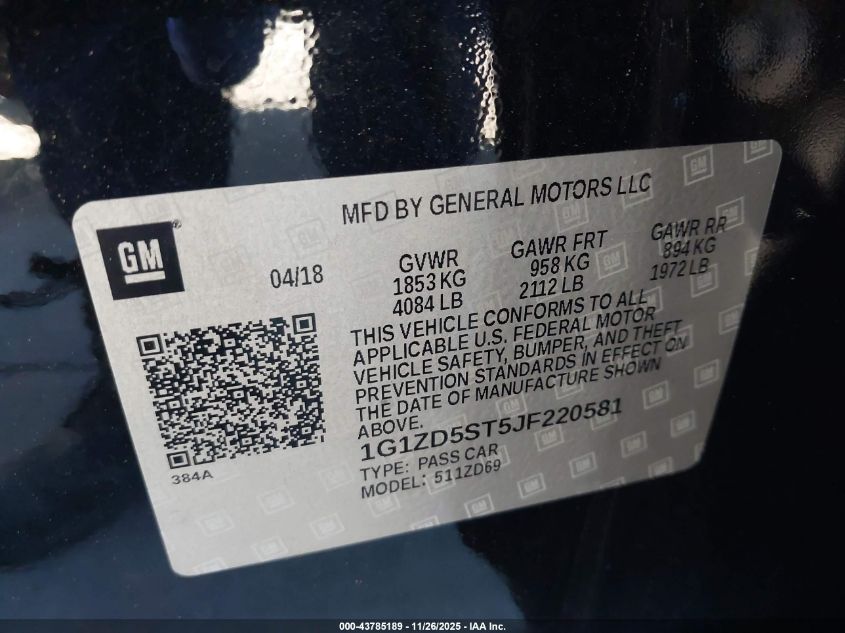 MFD BY GENERAL MOTORS LLC
GM®
04/18
GVWR
1853 KG
4084 LB
GAWR FRT
958 KG
2112 LB
GAWR RR
894 KG
1972 LB
THIS VEHICLE CONFORMS TO ALL
APPLICABLE U.S. FEDERAL MOTOR
VEHICLE SAFETY, BUMPER, AND THEFT
PREVENTION STANDARDS IN EFFECT ON
THE DATE OF MANUFACTURE SHOWN
ABOVE.
1G1ZD5ST5JF220581
TYPE: PASS CAR
MODEL: 511ZD69
384A
000-43785189 - 11/26/2025 - IAA Inc.